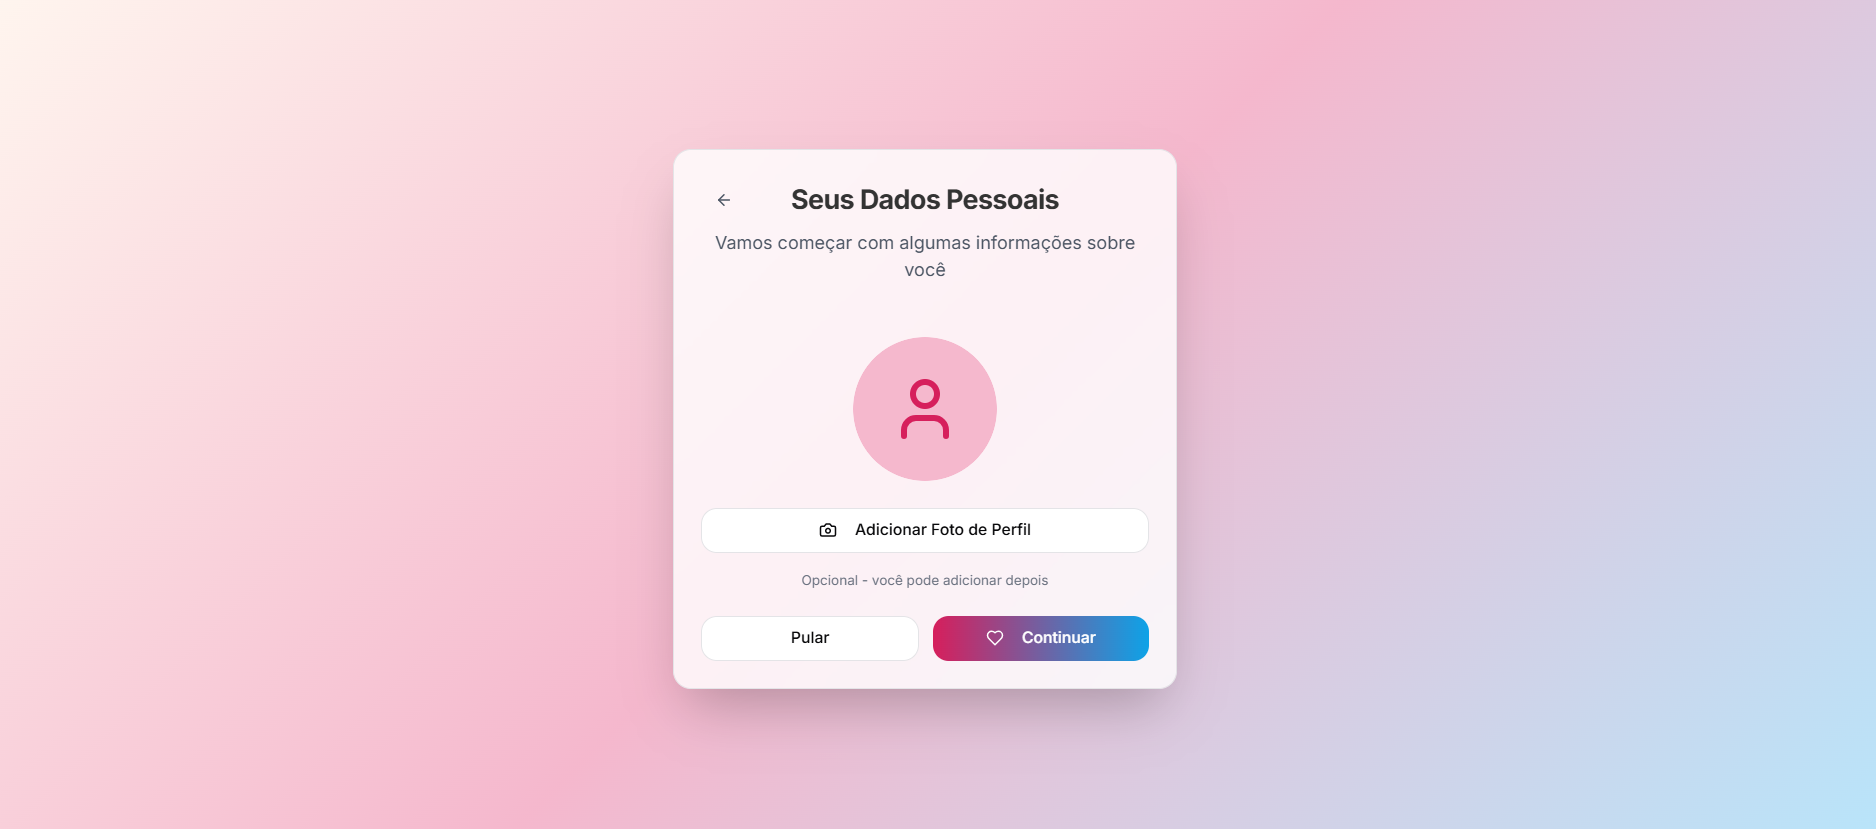 Seus Dados Pessoais
Vamos começar com algumas informações sobre
você
Adicionar Foto de Perfil
Opcional - você pode adicionar depois
Pular
Continuar